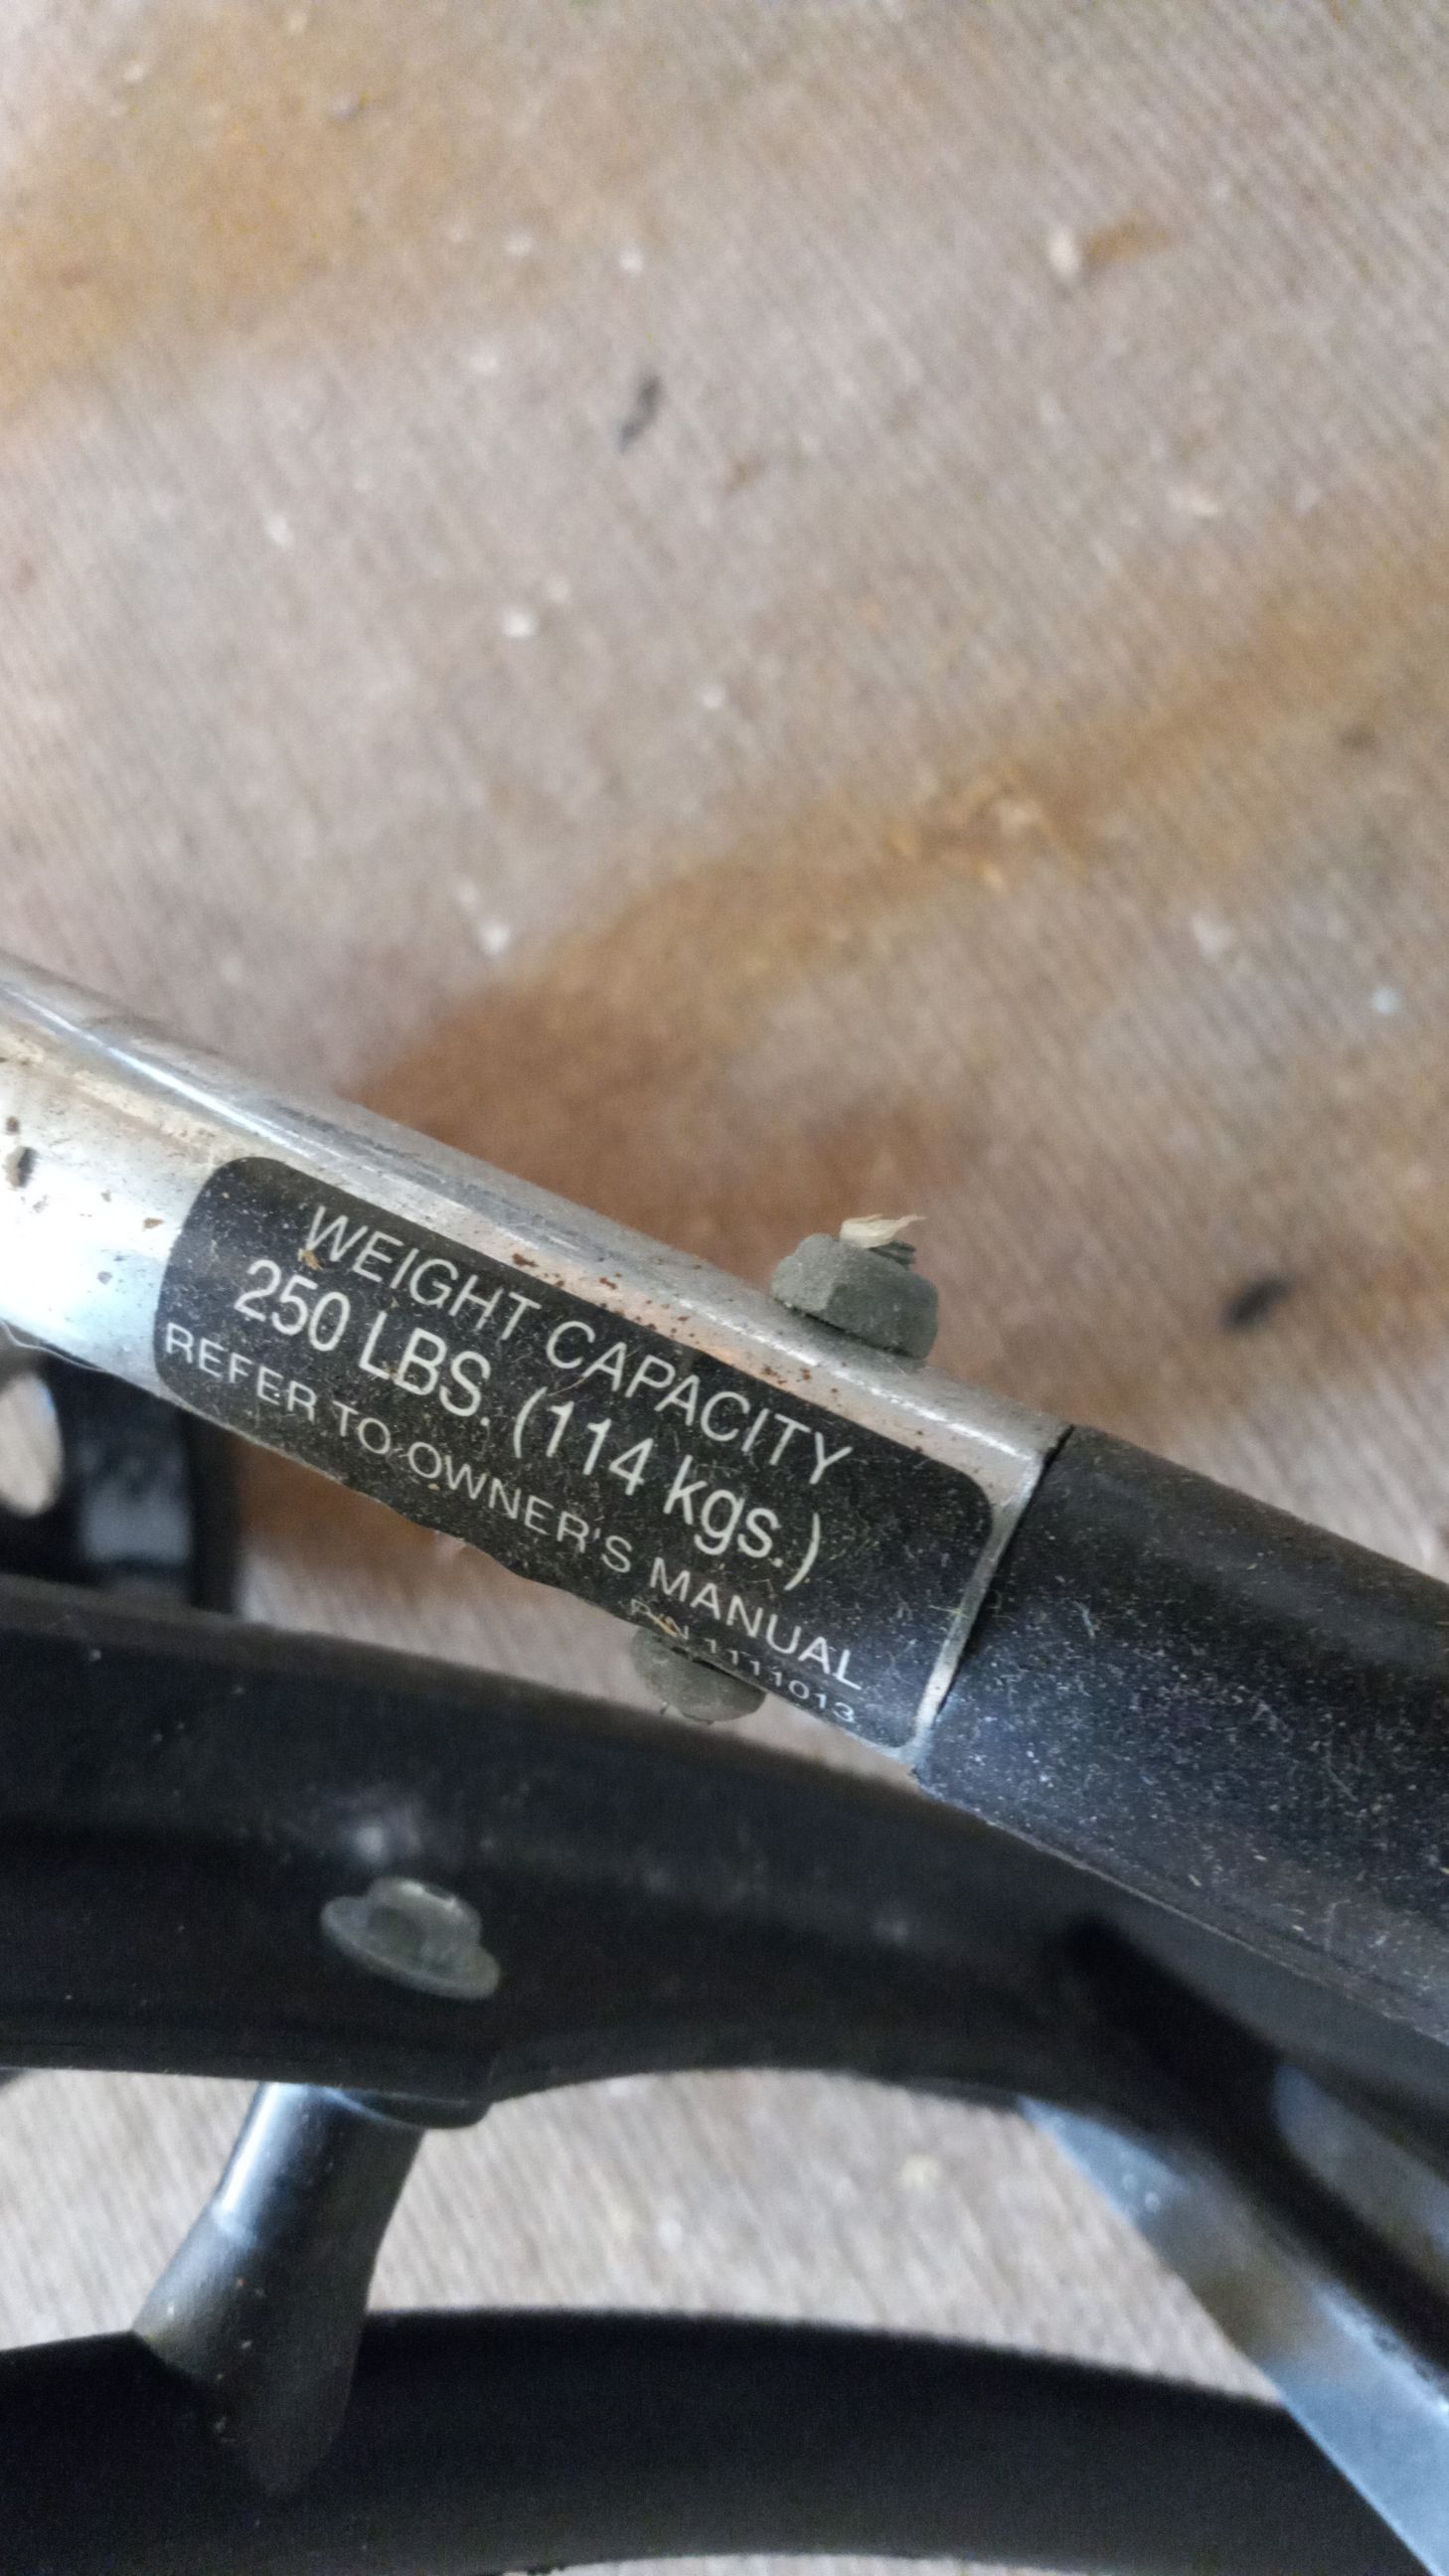 WEIGHT CAPACITY
250 LBS. (114 kgs.)
REFER TO OWNER'S MANUAL
P/N 1111013